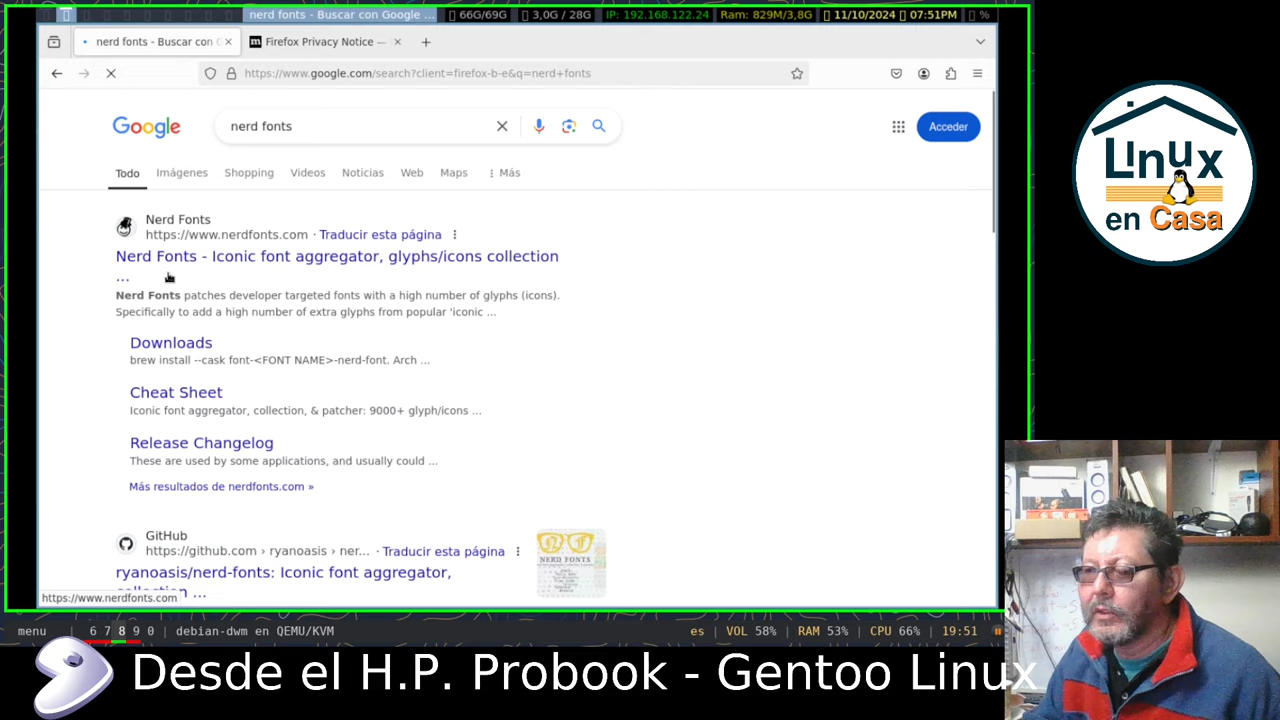 nerd fonts - Buscar con Google ...
66G/69G
3,0G / 28G
IP: 192.168.122.24
Ram: 829M/3,8G
11/10/2024
07:51PM
%
nerd fonts - Buscar con G
Firefox Privacy Notice —
https://www.google.com/search?client=firefox-b-e&q=nerd+fonts
Google
nerd fonts
Acceder
Todo
Imágenes
Shopping
Videos
Noticias
Web
Maps
Más
Nerd Fonts
https://www.nerdfonts.com · Traducir esta página
Nerd Fonts - Iconic font aggregator, glyphs/icons collection
...
Nerd Fonts patches developer targeted fonts with a high number of glyphs (icons).
Specifically to add a high number of extra glyphs from popular 'iconic ...
Downloads
brew install --cask font-<FONT NAME>-nerd-font. Arch ...
Cheat Sheet
Iconic font aggregator, collection, & patcher: 9000+ glyph/icons ...
Release Changelog
These are used by some applications, and usually could ...
Más resultados de nerdfonts.com »
GitHub
https://github.com › ryanoasis › ner... · Traducir esta página
ryanoasis/nerd-fonts: Iconic font aggregator,
collection ...
NERD FONTS
https://www.nerdfonts.com
menu | 6 7 8 9 0 | debian-dwm en QEMU/KVM
es | VOL 58% | RAM 53% | CPU 66% | 19:51
Linux
en Casa
Desde el H.P. Probook - Gentoo Linux